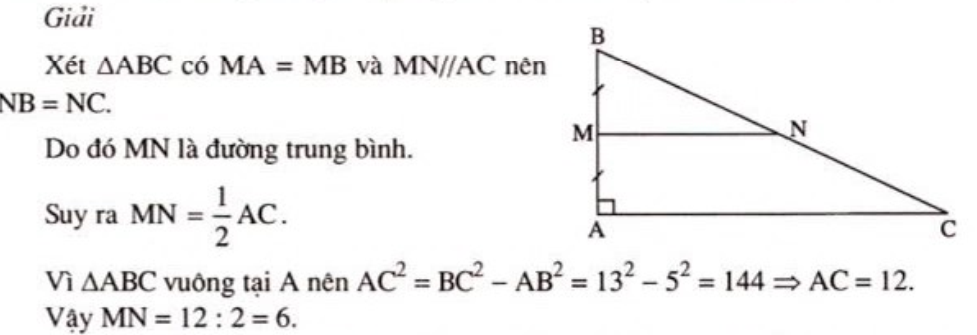 Giải
Xét ΔABC có MA = MB và MN//AC nên
NB = NC.
Do đó MN là đường trung bình.
Suy ra MN = 1/2 AC.
Vì ΔABC vuông tại A nên AC² = BC² – AB² = 13² – 5² = 144 ⇒ AC = 12.
Vậy MN = 12 : 2 = 6.
B
M
N
A
C